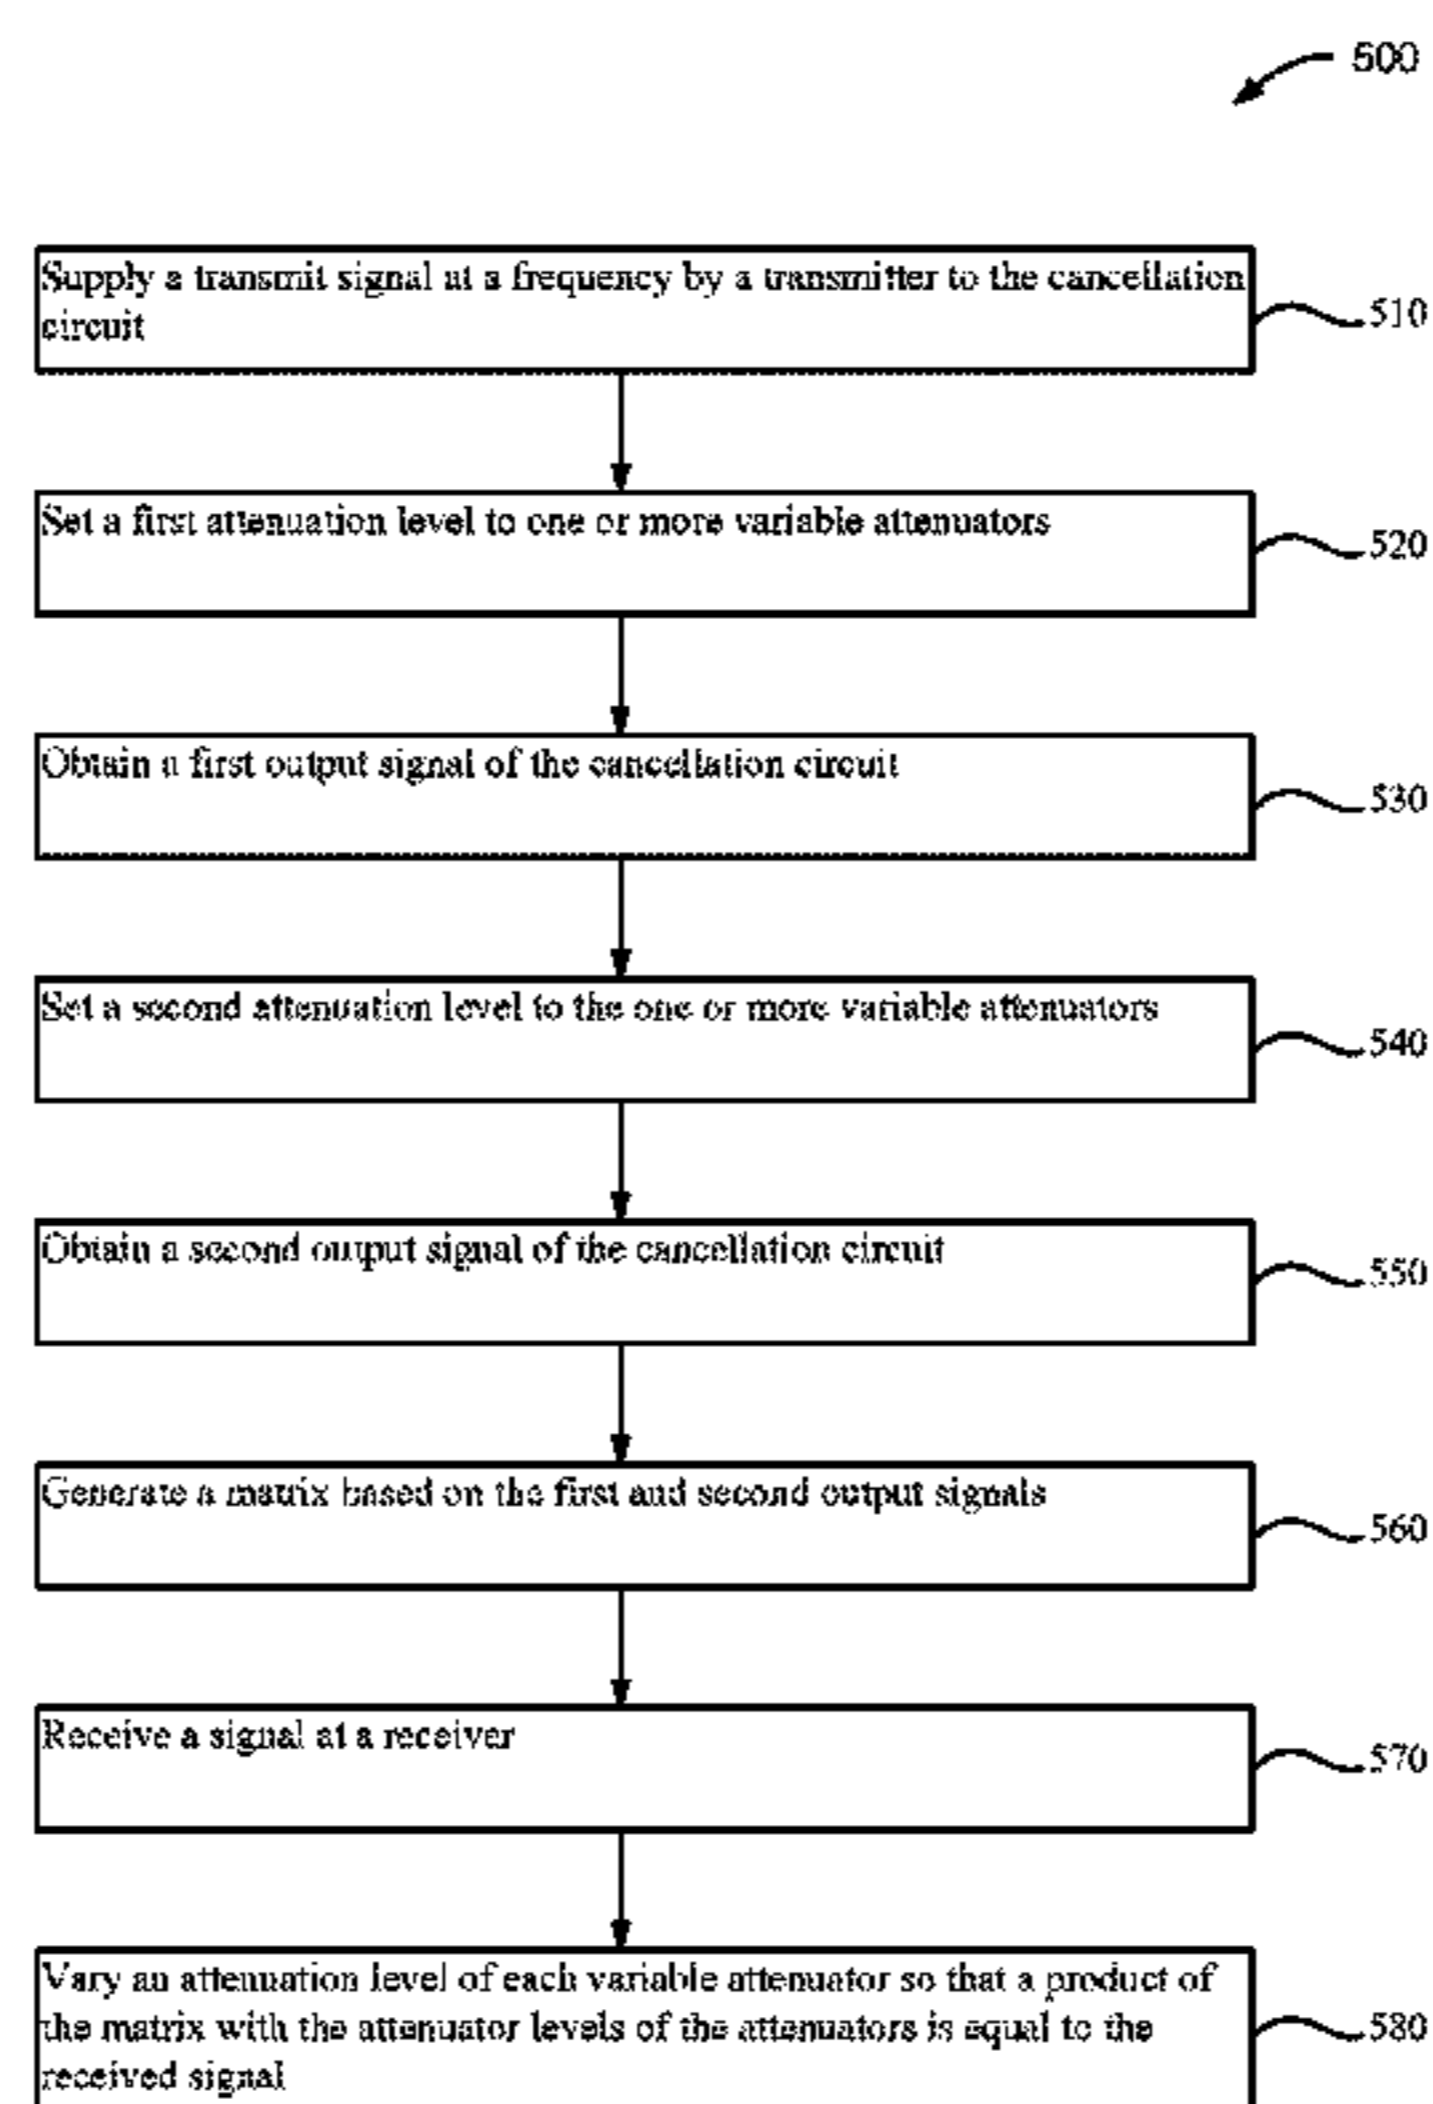 500
Supply a transmit signal at a frequency by a transmitter to the cancellation
circuit
510
Set a first attenuation level to one or more variable attenuators
520
Obtain a first output signal of the cancellation circuit
530
Set a second attenuation level to the one or more variable attenuators
540
Obtain a second output signal of the cancellation circuit
550
Generate a matrix based on the first and second output signals
560
Receive a signal at a receiver
570
Vary an attenuation level of each variable attenuator so that a product of
the matrix with the attenuator levels of the attenuators is equal to the
received signal
580